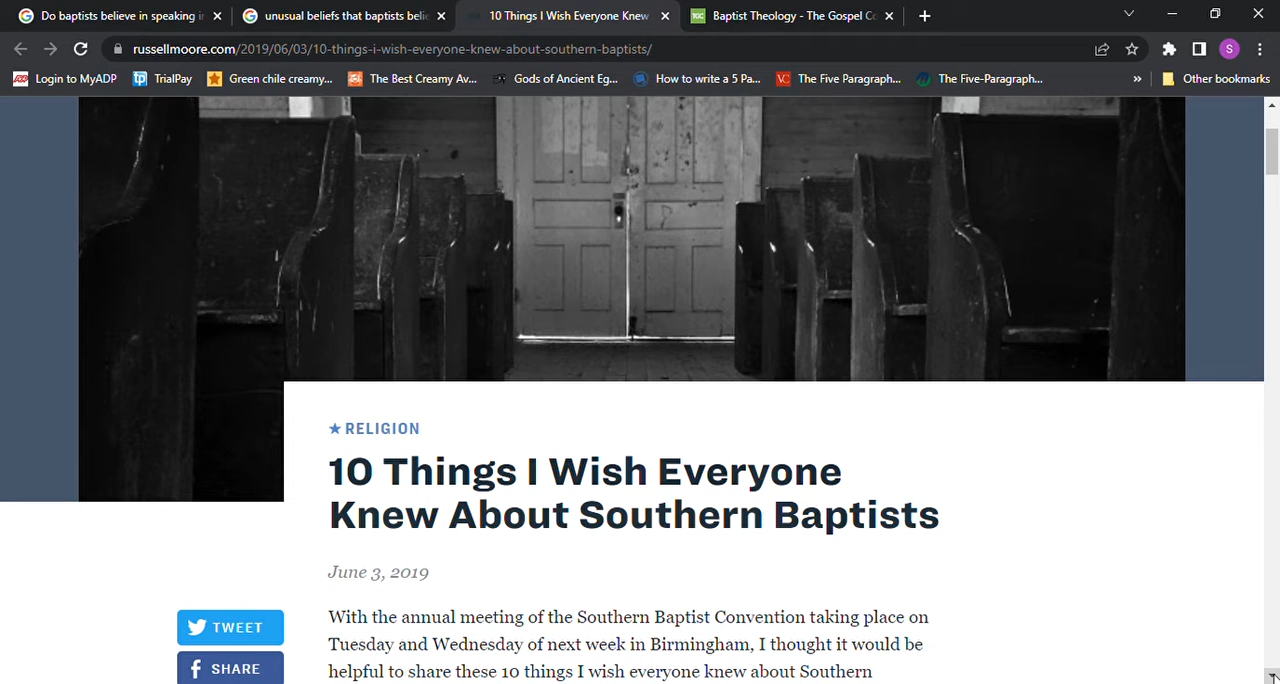 Do baptists believe in speaking i
unusual beliefs that baptists beli
10 Things I Wish Everyone Knew
TGC
Baptist Theology - The Gospel Co
russellmoore.com/2019/06/03/10-things-i-wish-everyone-knew-about-southern-baptists/
S
Login to MyADP
tp TrialPay
Green chile creamy...
The Best Creamy Av...
Gods of Ancient Eg...
How to write a 5 Pa...
VC The Five Paragraph...
The Five-Paragraph...
Other bookmarks
RELIGION
10 Things I Wish Everyone
Knew About Southern Baptists
June 3, 2019
With the annual meeting of the Southern Baptist Convention taking place on
Tuesday and Wednesday of next week in Birmingham, I thought it would be
helpful to share these 10 things I wish everyone knew about Southern
TWEET
SHARE